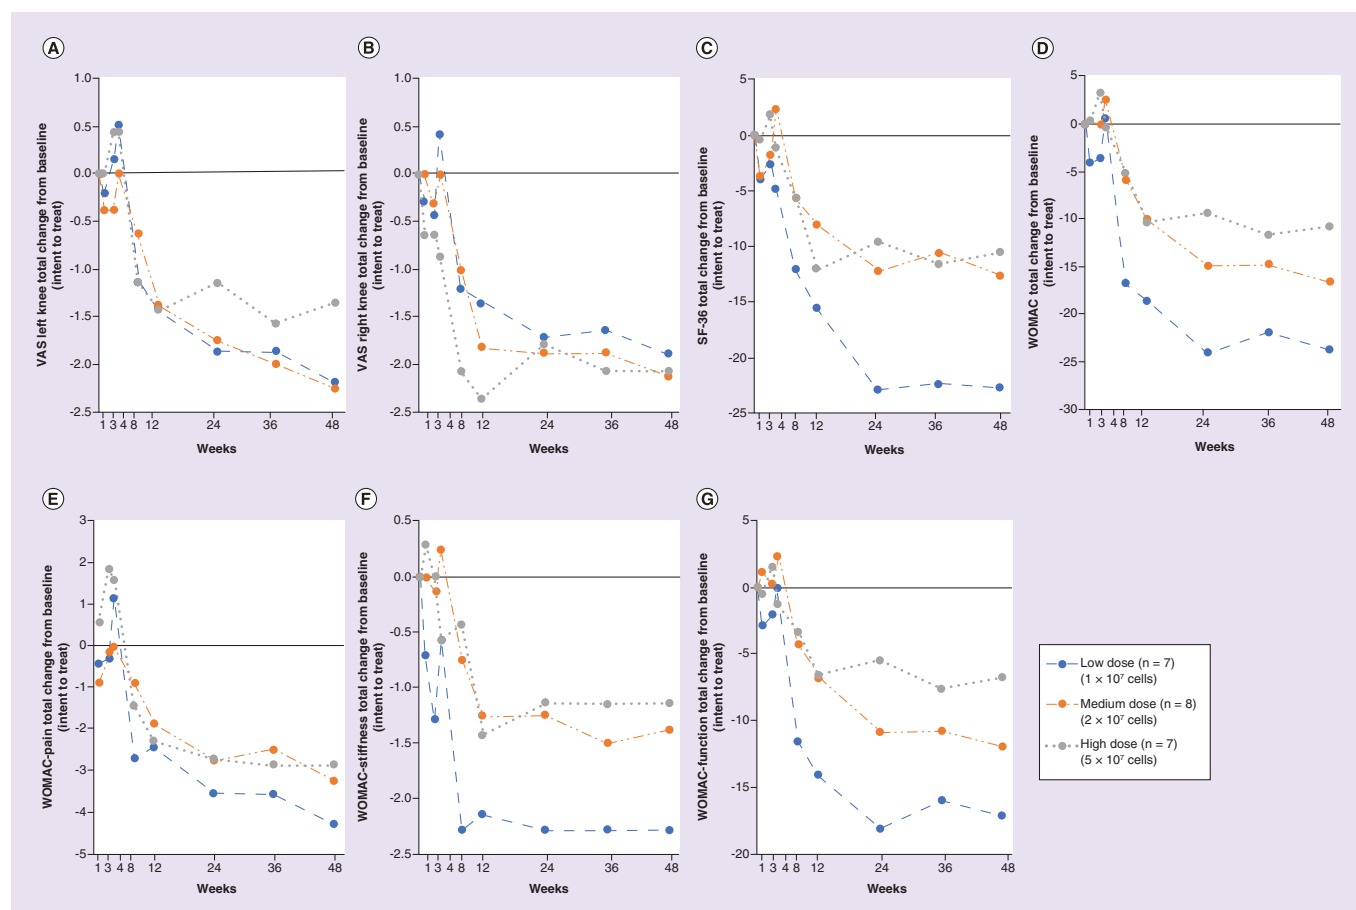 A
VAS left knee total change from baseline
(intent to treat)
1.0
0.5
0.0
-0.5
-1.0
-1.5
-2.0
-2.5
1 3 4 8 12 24 36 48
Weeks
B
VAS right knee total change from baseline
(intent to treat)
1.0
0.5
0.0
-0.5
-1.0
-1.5
-2.0
-2.5
1 3 4 8 12 24 36 48
Weeks
C
SF-36 total change from baseline
(intent to treat)
5
0
-5
-10
-15
-20
-25
1 3 4 8 12 24 36 48
Weeks
D
WOMAC total change from baseline
(intent to treat)
5
0
-5
-10
-15
-20
-25
-30
1 3 4 8 12 24 36 48
Weeks
E
WOMAC-pain total change from baseline
(intent to treat)
3
2
1
0
-1
-2
-3
-4
-5
1 3 4 8 12 24 36 48
Weeks
F
WOMAC-stiffness total change from baseline
(intent to treat)
0.5
0.0
-0.5
-1.0
-1.5
-2.0
-2.5
1 3 4 8 12 24 36 48
Weeks
G
WOMAC-function total change from baseline
(intent to treat)
5
0
-5
-10
-15
-20
1 3 4 8 12 24 36 48
Weeks
Low dose (n = 7)
(1 × 10⁷ cells)
Medium dose (n = 8)
(2 × 10⁷ cells)
High dose (n = 7)
(5 × 10⁷ cells)